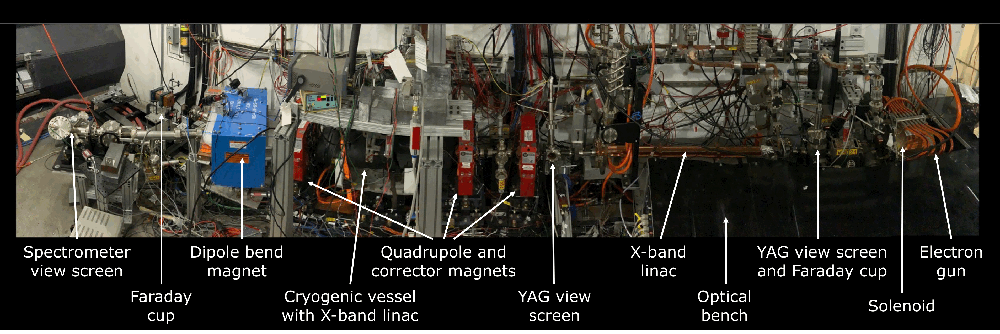 Spectrometer
view screen
Faraday
cup
Dipole bend
magnet
Cryogenic vessel
with X-band linac
Quadrupole and
corrector magnets
YAG view
screen
X-band
linac
Optical
bench
YAG view screen
and Faraday cup
Solenoid
Electron
gun